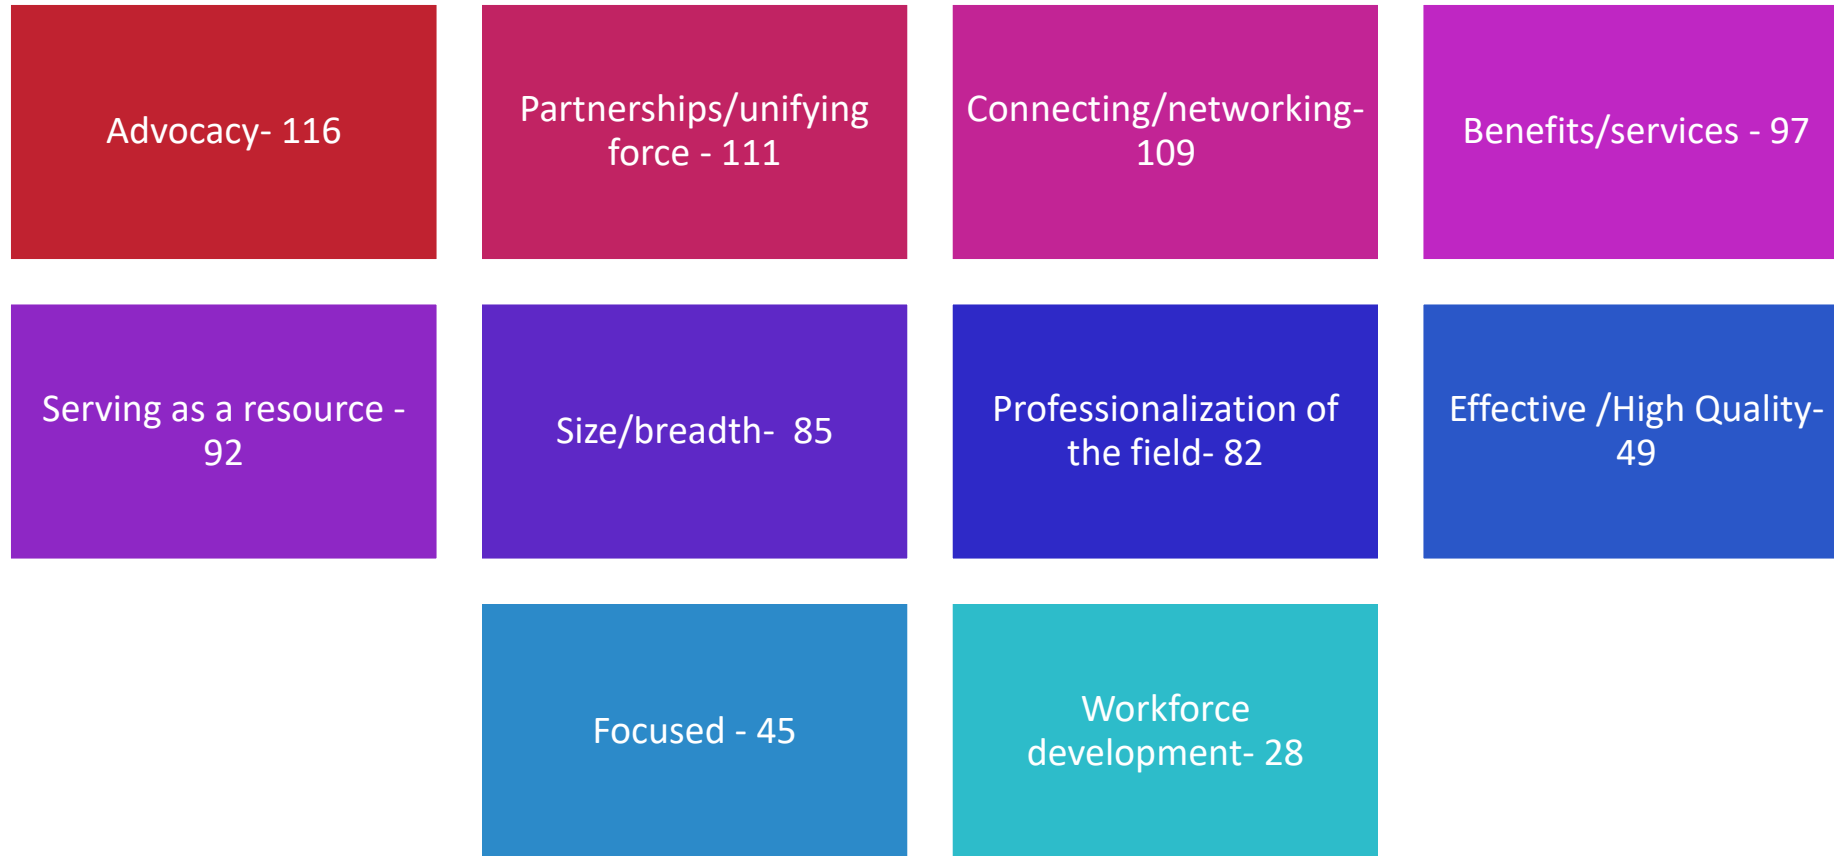 Advocacy- 116
Partnerships/unifying
force - 111
Connecting/networking-
109
Benefits/services - 97
Serving as a resource -
92
Size/breadth-  85
Professionalization of
the field- 82
Effective /High Quality-
49
Focused - 45
Workforce
development- 28